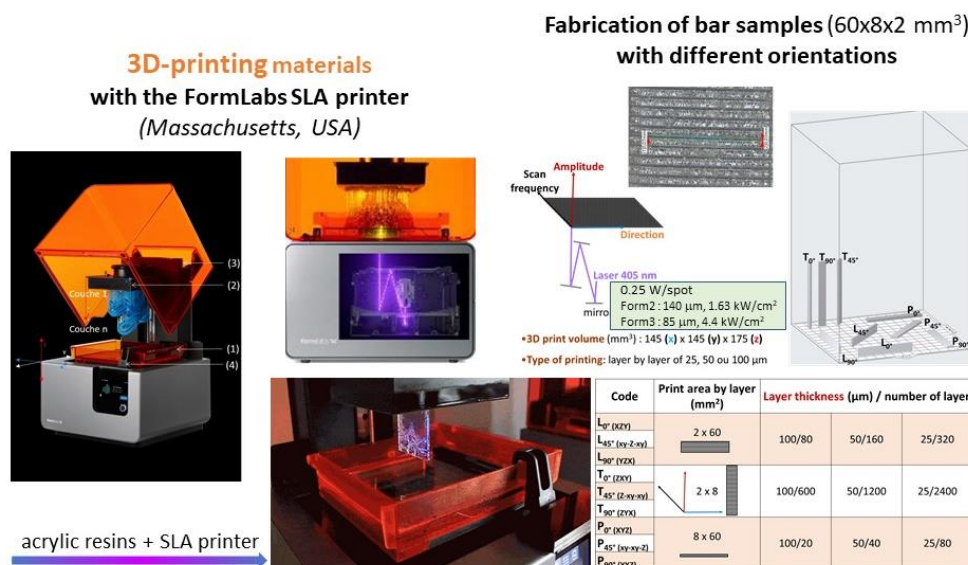 Fabrication of bar samples (60x8x2 mm³)
with different orientations
3D-printing materials
with the FormLabs SLA printer
(Massachusetts, USA)
Couche 1
Couche n
(3)
(2)
(1)
(4)
Scan
frequency
Amplitude
Direction
Laser 405 nm
mirro
0.25 W/spot
Form2 : 140 µm, 1.63 kW/cm²
Form3 : 85 µm, 4.4 kW/cm²
•3D print volume (mm³) : 145 (x) x 145 (y) x 175 (z)
•Type of printing: layer by layer of 25, 50 ou 100 µm
T0° T90° T45°
P0°
L45° P45°
L0° P90°
L90°
Code Print area by layer (mm²) Layer thickness (µm) / number of layer
L0° (XZY)
L45° (xy-Z-xy) 2 x 60 100/80 50/160 25/320
L90° (YZX)
T0° (ZXY)
T45° (Z-xy-xy) 2 x 8 100/600 50/1200 25/2400
T90° (ZYX)
P0° (XYZ)
P45° (xy-xy-Z) 8 x 60 100/20 50/40 25/80
P90°
acrylic resins + SLA printer